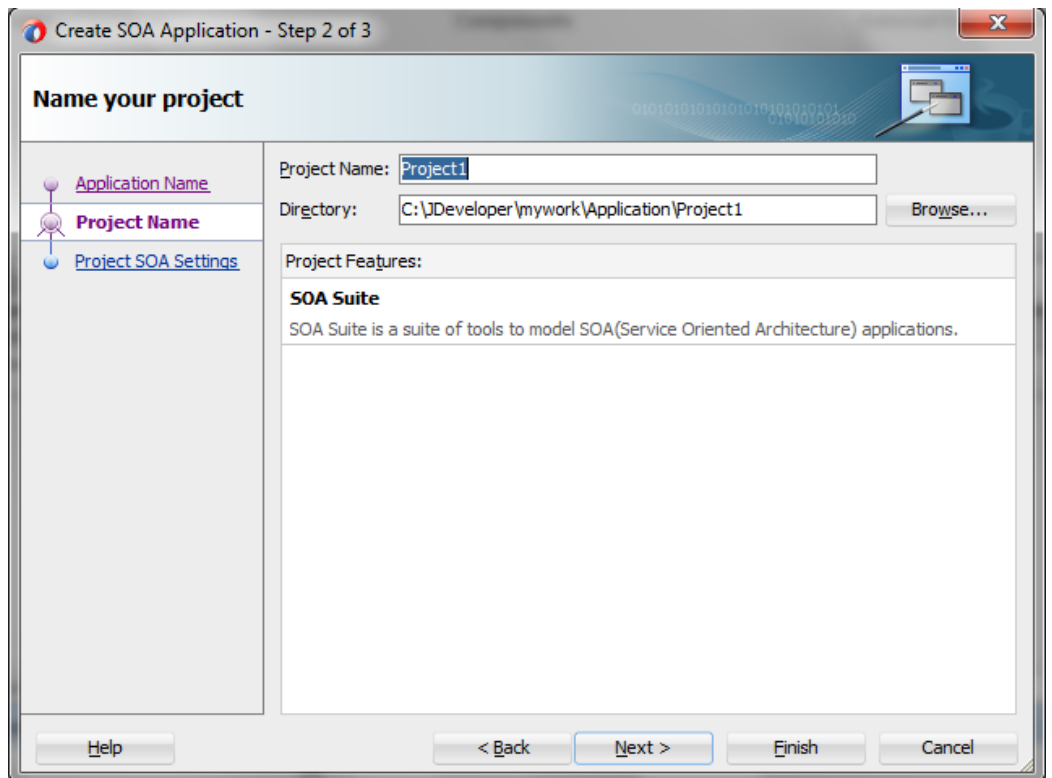 Create SOA Application - Step 2 of 3
Name your project
Application Name
Project Name
Project SOA Settings
Project Name: Project1
Directory: C:\JDeveloper\mywork\Application\Project1 Browse...
Project Features:
SOA Suite
SOA Suite is a suite of tools to model SOA(Service Oriented Architecture) applications.
Help < Back Next > Finish Cancel